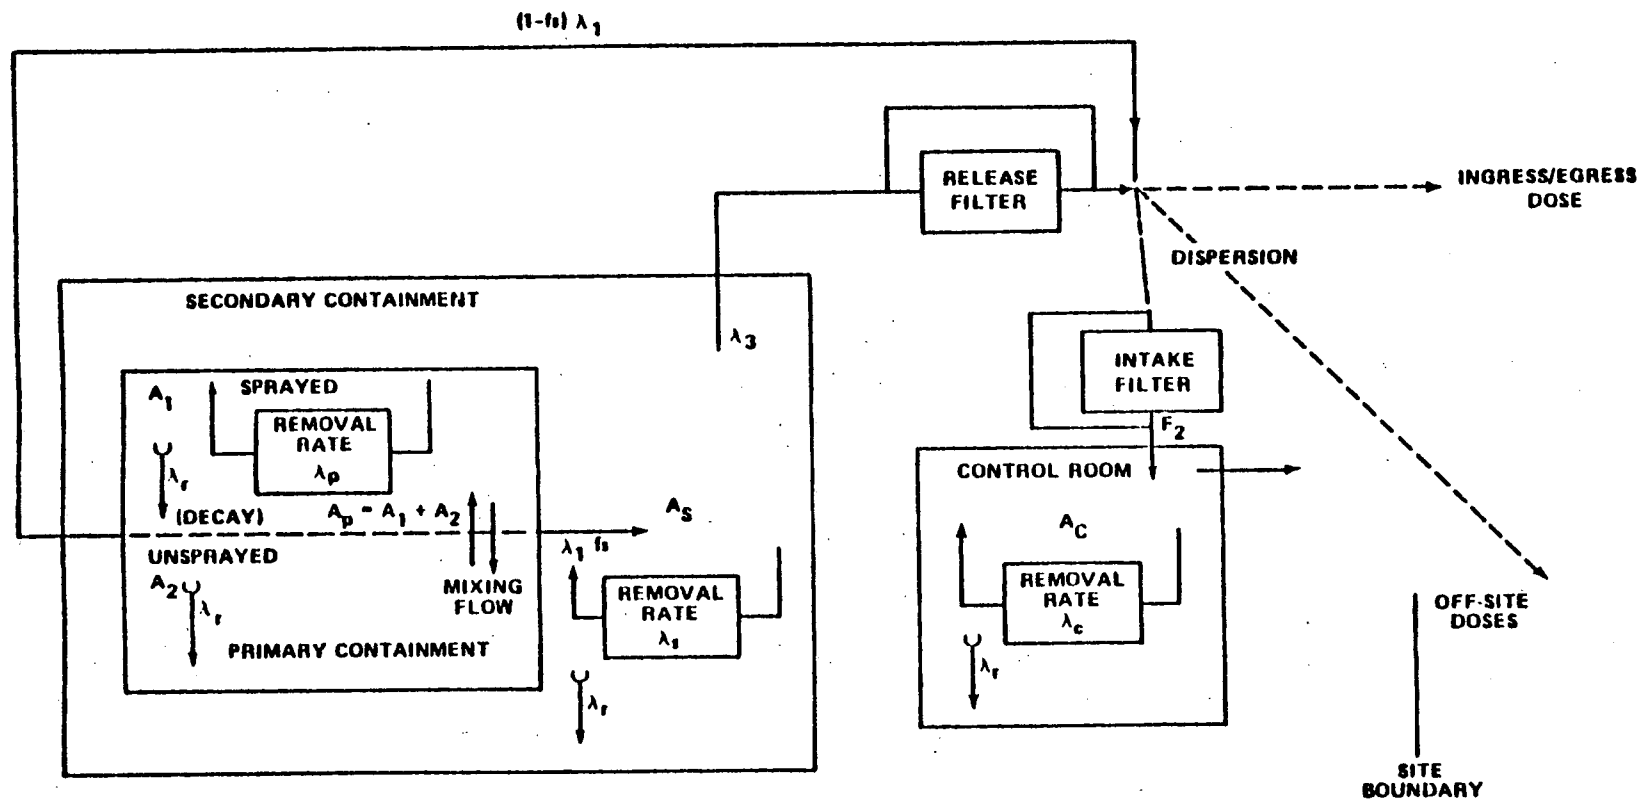 (1-fs) λ1
RELEASE
FILTER
INGRESS/EGRESS
DOSE
DISPERSION
SECONDARY CONTAINMENT
λ3
INTAKE
FILTER
F2
A1
SPRAYED
REMOVAL
RATE
λp
λr
(DECAY)
Ap = A1 + A2
UNSPRAYED
A2
λr
MIXING
FLOW
PRIMARY CONTAINMENT
λ1 fs
AS
REMOVAL
RATE
λs
λr
CONTROL ROOM
AC
REMOVAL
RATE
λc
λr
OFF-SITE
DOSES
SITE
BOUNDARY